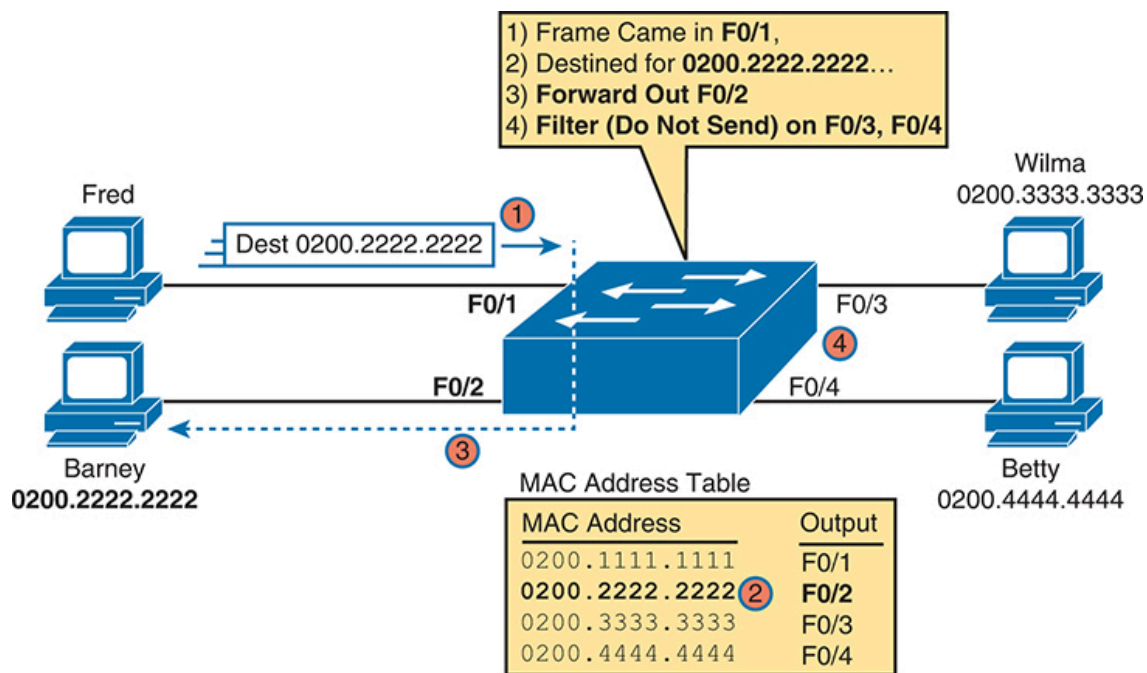 1) Frame Came in F0/1,
2) Destined for 0200.2222.2222…
3) Forward Out F0/2
4) Filter (Do Not Send) on F0/3, F0/4
Fred
Wilma
0200.3333.3333
1
Dest 0200.2222.2222
F0/1
F0/3
4
F0/2
F0/4
3
Barney
0200.2222.2222
Betty
0200.4444.4444
MAC Address Table
MAC Address Output
0200.1111.1111 F0/1
0200.2222.2222 2 F0/2
0200.3333.3333 F0/3
0200.4444.4444 F0/4